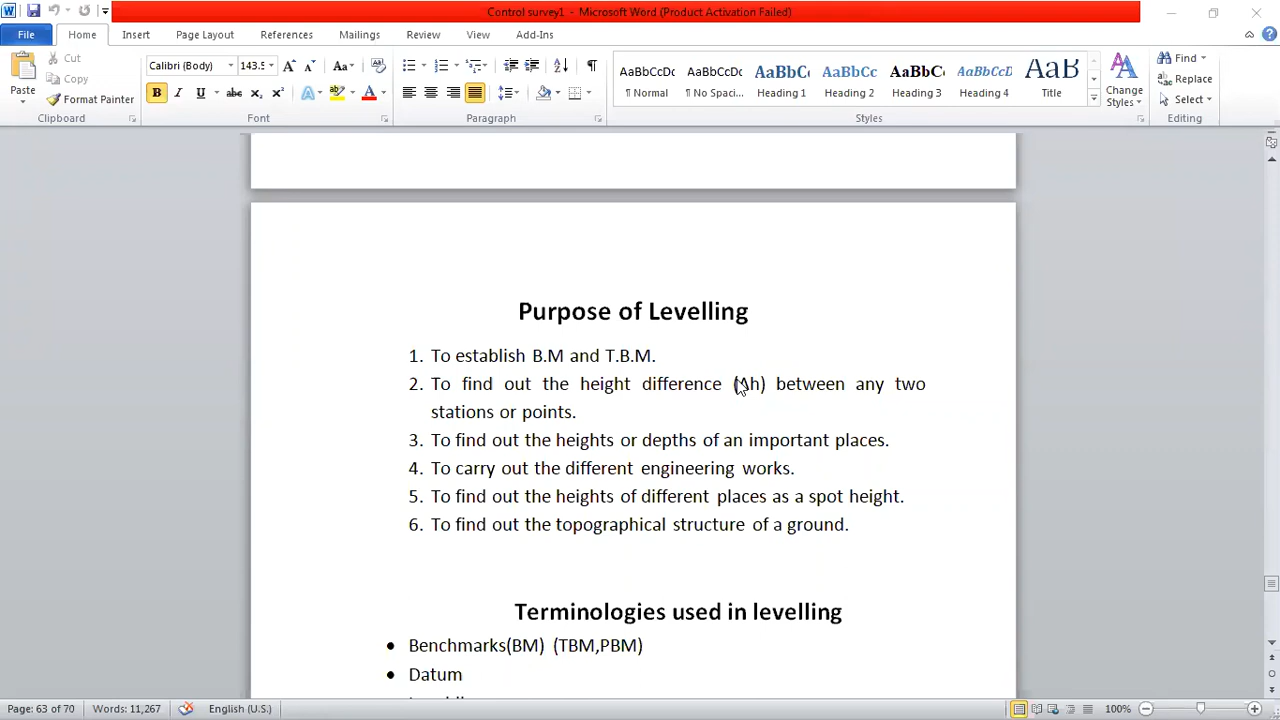 Control survey1 - Microsoft Word (Product Activation Failed)
File Home Insert Page Layout References Mailings Review View Add-Ins
Cut
Copy
Format Painter
Paste
Clipboard
Calibri (Body) 143.5
Font
Paragraph
AaBbCcDc AaBbCcDc AaBbC AaBbCc AaBbCc AaBbCcD AaB
¶ Normal ¶ No Spaci... Heading 1 Heading 2 Heading 3 Heading 4 Title
Change
Styles
Styles
Find
Replace
Select
Editing
Purpose of Levelling
1. To establish B.M and T.B.M.
2. To find out the height difference (Δh) between any two
stations or points.
3. To find out the heights or depths of an important places.
4. To carry out the different engineering works.
5. To find out the heights of different places as a spot height.
6. To find out the topographical structure of a ground.
Terminologies used in levelling
• Benchmarks(BM) (TBM,PBM)
• Datum
Page: 63 of 70 Words: 11,267 English (U.S.) 100%